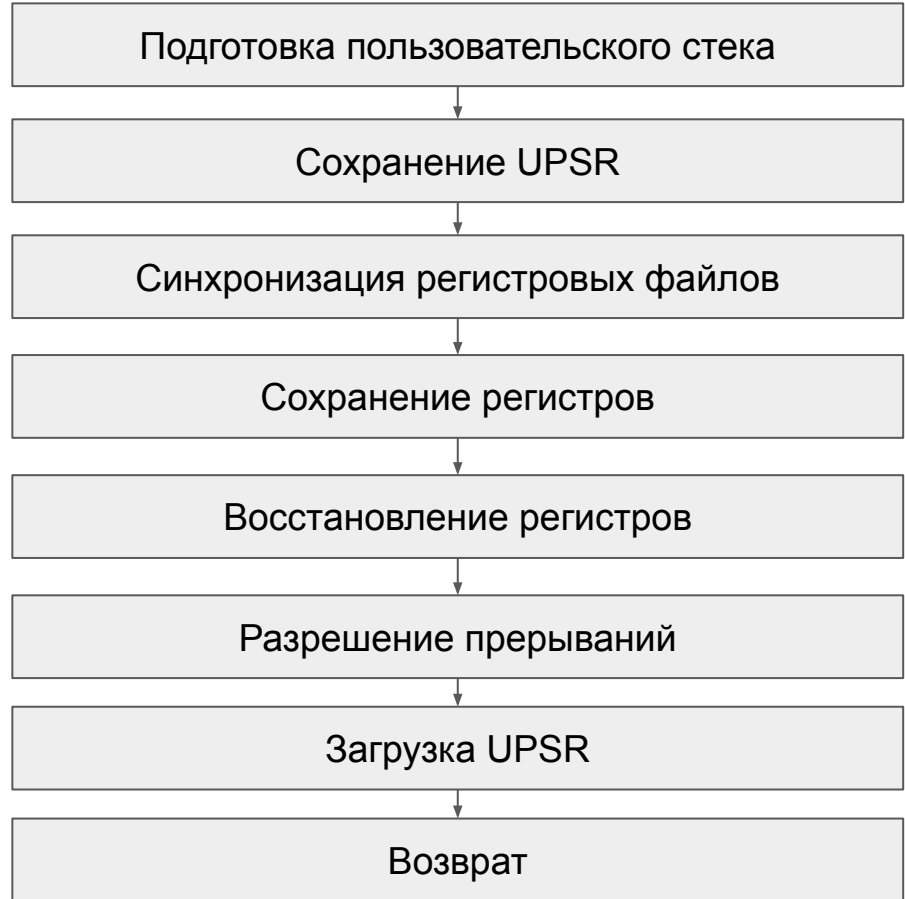 Подготовка пользовательского стека
Сохранение UPSR
Синхронизация регистровых файлов
Сохранение регистров
Восстановление регистров
Разрешение прерываний
Загрузка UPSR
Возврат